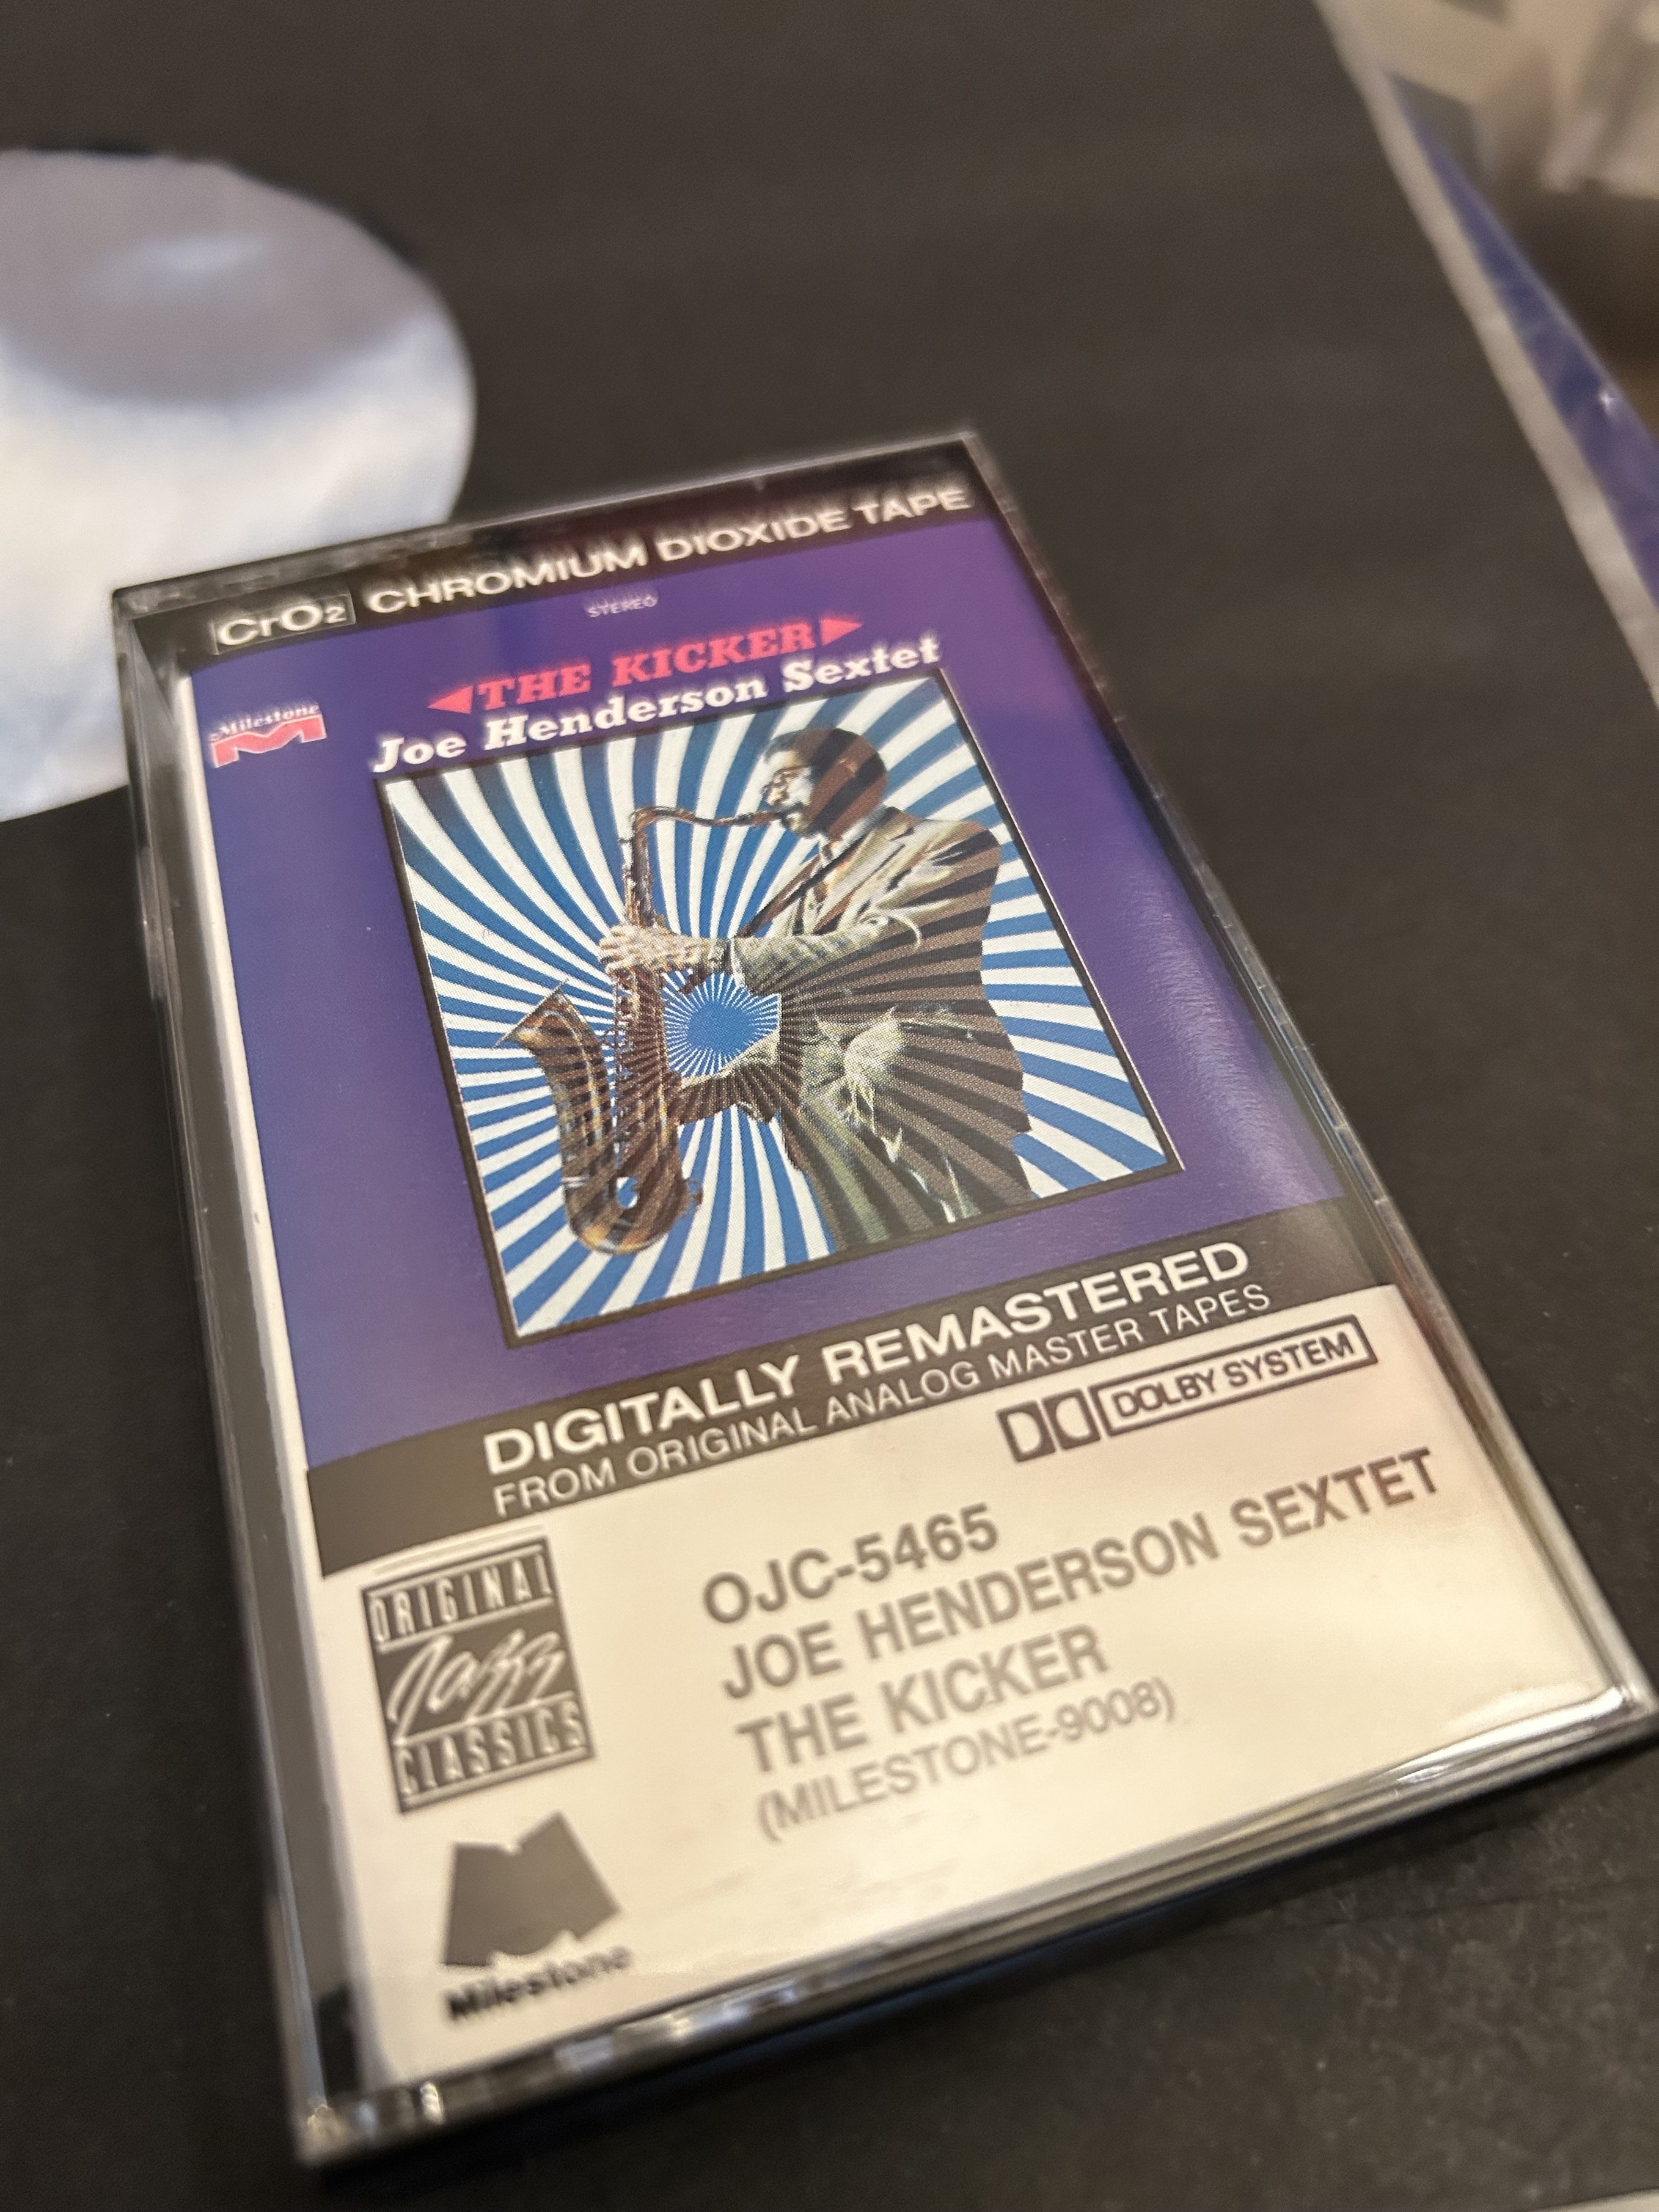 CrO2 CHROMIUM DIOXIDE TAPE
STEREO
THE KICKER
Milestone
Joe Henderson Sextet
DIGITALLY REMASTERED
FROM ORIGINAL ANALOG MASTER TAPES
DOLBY SYSTEM
ORIGINAL
Jazz
CLASSICS
OJC-5465
JOE HENDERSON SEXTET
THE KICKER
(MILESTONE-9008)
Milestone